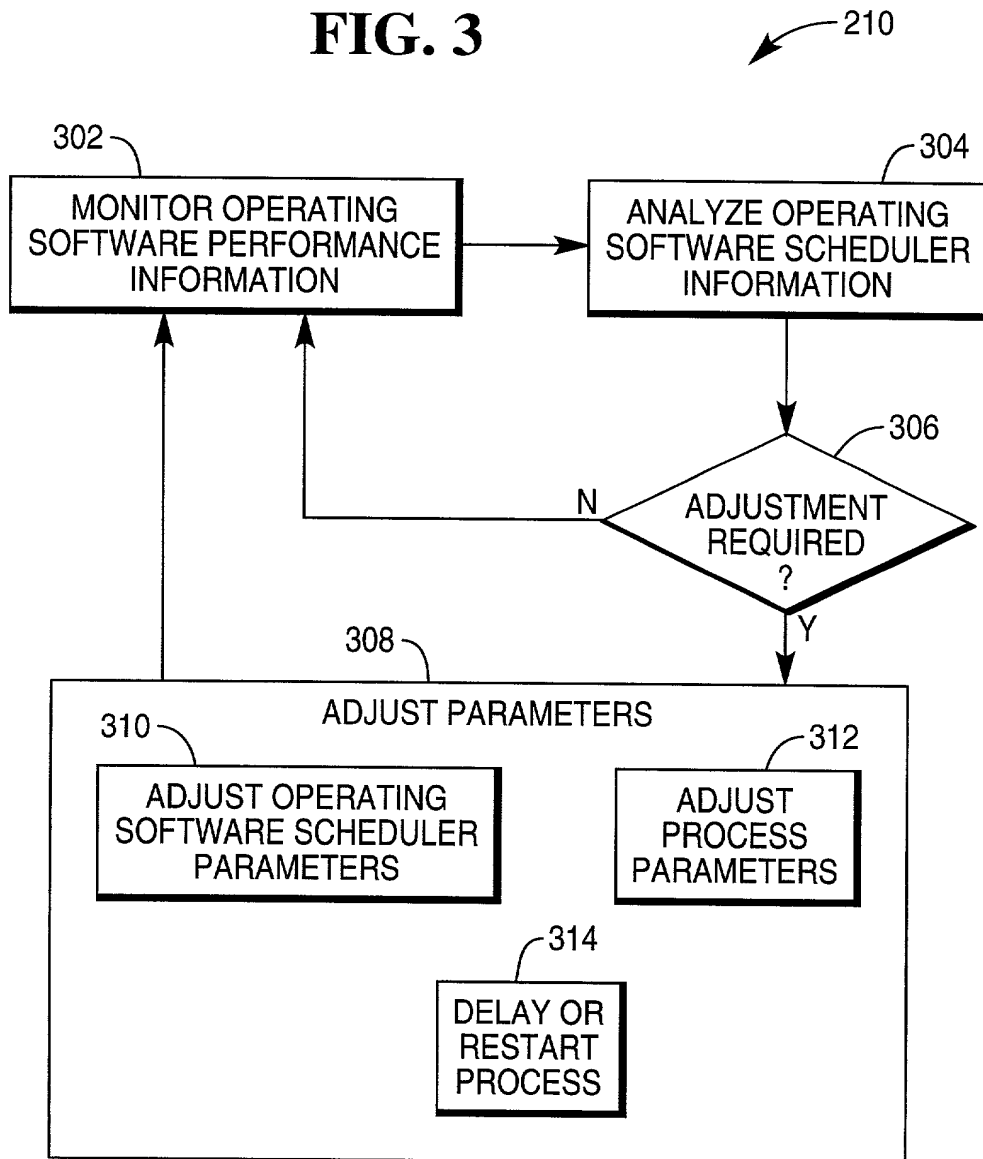 FIG. 3
210
302
MONITOR OPERATING
SOFTWARE PERFORMANCE
INFORMATION
304
ANALYZE OPERATING
SOFTWARE SCHEDULER
INFORMATION
306
ADJUSTMENT
REQUIRED
?
N
Y
308
ADJUST PARAMETERS
310
ADJUST OPERATING
SOFTWARE SCHEDULER
PARAMETERS
312
ADJUST
PROCESS
PARAMETERS
314
DELAY OR
RESTART
PROCESS